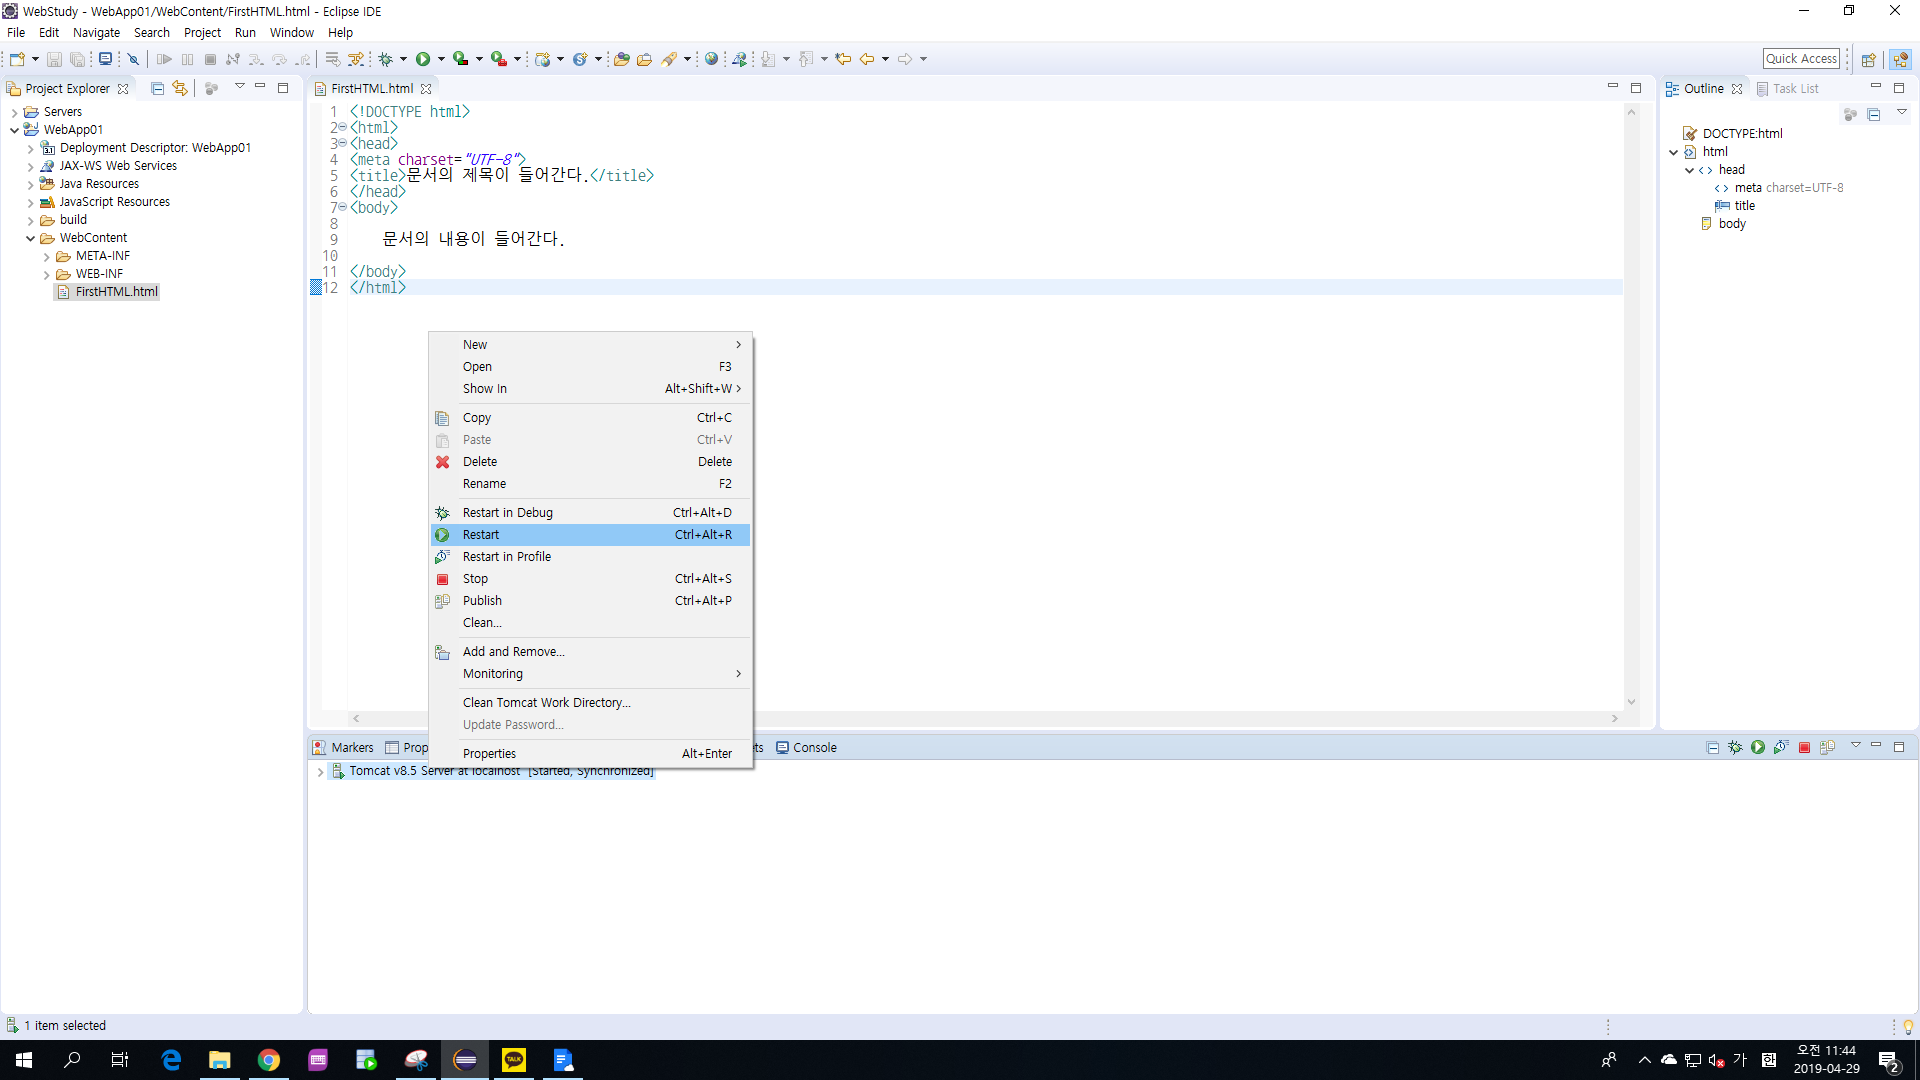 WebStudy - WebApp01/WebContent/FirstHTML.html - Eclipse IDE
File Edit Navigate Search Project Run Window Help
Quick Access
Project Explorer
Servers
WebApp01
Deployment Descriptor: WebApp01
JAX-WS Web Services
Java Resources
JavaScript Resources
build
WebContent
META-INF
WEB-INF
FirstHTML.html
FirstHTML.html
1 <!DOCTYPE html>
2 <html>
3 <head>
4 <meta charset="UTF-8">
5 <title>문서의 제목이 들어간다.</title>
6 </head>
7 <body>
8
9 문서의 내용이 들어간다.
10
11 </body>
12 </html>
New
Open F3
Show In Alt+Shift+W
Copy Ctrl+C
Paste Ctrl+V
Delete Delete
Rename F2
Restart in Debug Ctrl+Alt+D
Restart Ctrl+Alt+R
Restart in Profile
Stop Ctrl+Alt+S
Publish Ctrl+Alt+P
Clean...
Add and Remove...
Monitoring
Clean Tomcat Work Directory...
Update Password...
Properties Alt+Enter
Outline Task List
DOCTYPE:html
html
head
meta charset=UTF-8
title
body
Markers Prop ts Console
Tomcat v8.5 Server at localhost [Started, Synchronized]
1 item selected
TALK
가 한
오전 11:44
2019-04-29
2